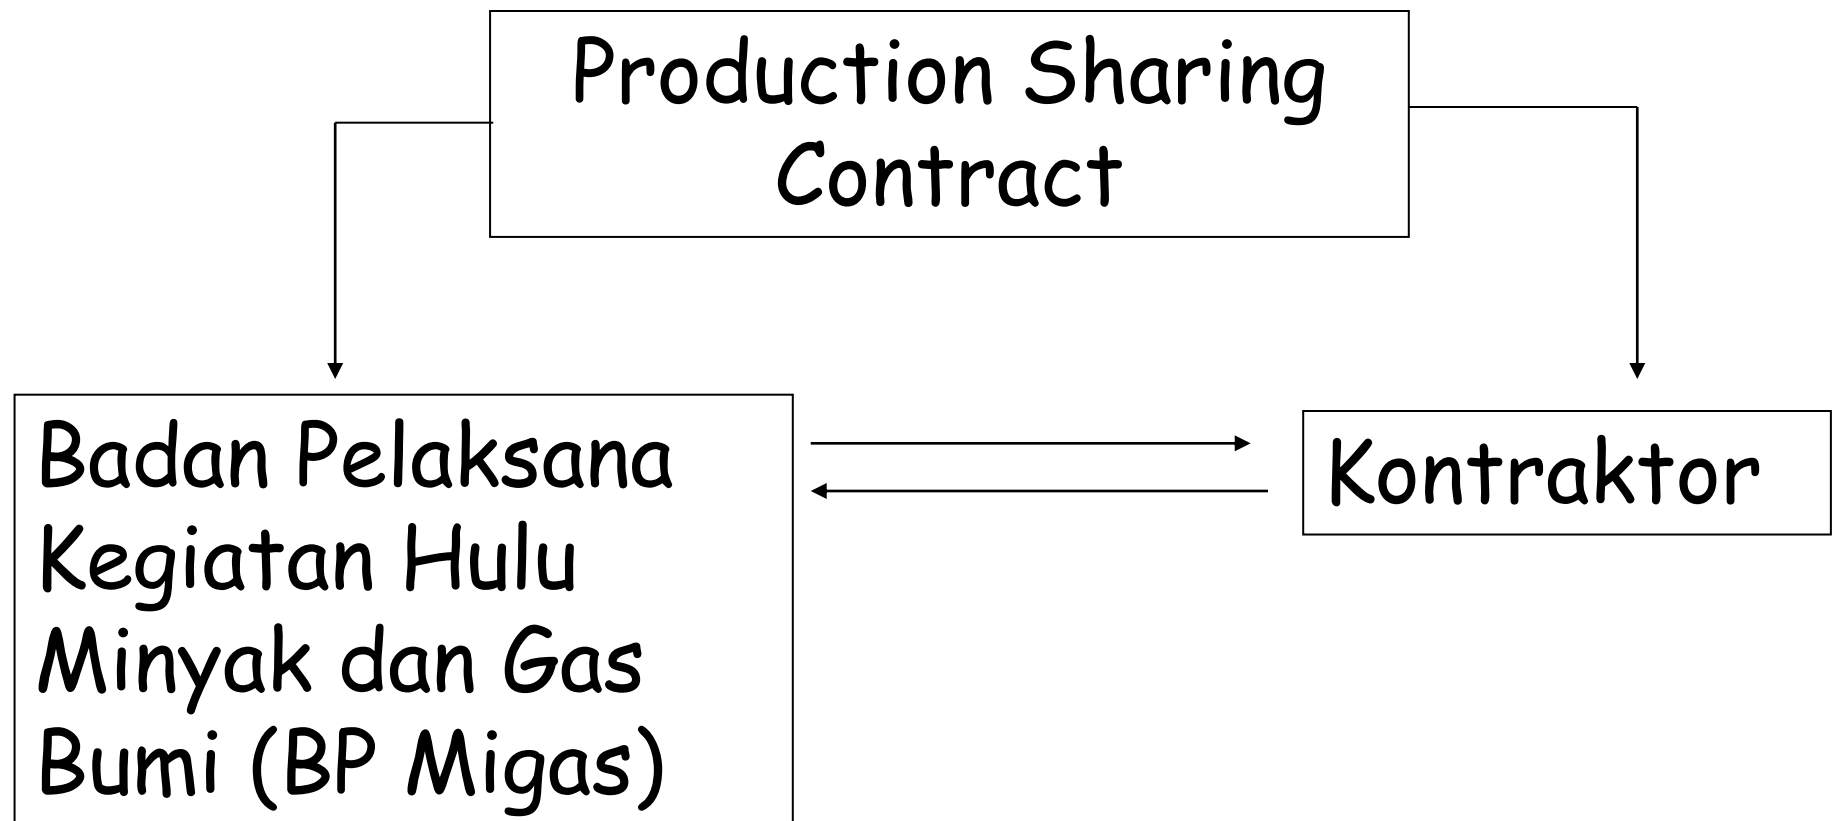 Production Sharing
Contract
Badan Pelaksana
Kegiatan Hulu
Minyak dan Gas
Bumi (BP Migas)
Kontraktor